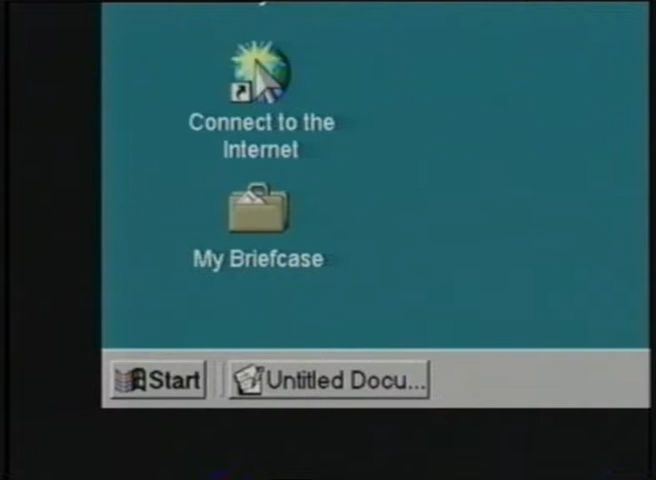 Connect to the
Internet
My Briefcase
Start
Untitled Docu...